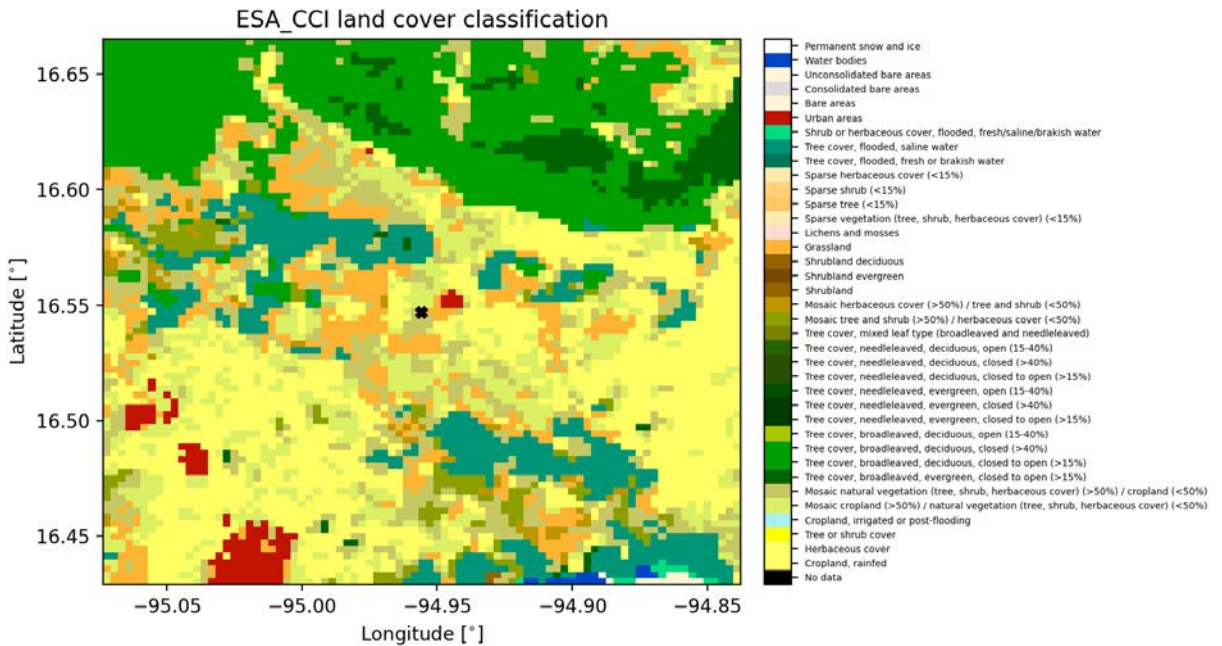 ESA_CCI land cover classification
16.65
16.60
16.55
16.50
16.45
Latitude [°]
−95.05
−95.00
−94.95
−94.90
−94.85
Longitude [°]
Permanent snow and ice
Water bodies
Unconsolidated bare areas
Consolidated bare areas
Bare areas
Urban areas
Shrub or herbaceous cover, flooded, fresh/saline/brakish water
Tree cover, flooded, saline water
Tree cover, flooded, fresh or brakish water
Sparse herbaceous cover (<15%)
Sparse shrub (<15%)
Sparse tree (<15%)
Sparse vegetation (tree, shrub, herbaceous cover) (<15%)
Lichens and mosses
Grassland
Shrubland deciduous
Shrubland evergreen
Shrubland
Mosaic herbaceous cover (>50%) / tree and shrub (<50%)
Mosaic tree and shrub (>50%) / herbaceous cover (<50%)
Tree cover, mixed leaf type (broadleaved and needleleaved)
Tree cover, needleleaved, deciduous, open (15-40%)
Tree cover, needleleaved, deciduous, closed (>40%)
Tree cover, needleleaved, deciduous, closed to open (>15%)
Tree cover, needleleaved, evergreen, open (15-40%)
Tree cover, needleleaved, evergreen, closed (>40%)
Tree cover, needleleaved, evergreen, closed to open (>15%)
Tree cover, broadleaved, deciduous, open (15-40%)
Tree cover, broadleaved, deciduous, closed (>40%)
Tree cover, broadleaved, deciduous, closed to open (>15%)
Tree cover, broadleaved, evergreen, closed to open (>15%)
Mosaic natural vegetation (tree, shrub, herbaceous cover) (>50%) / cropland (<50%)
Mosaic cropland (>50%) / natural vegetation (tree, shrub, herbaceous cover) (<50%)
Cropland, irrigated or post-flooding
Tree or shrub cover
Herbaceous cover
Cropland, rainfed
No data